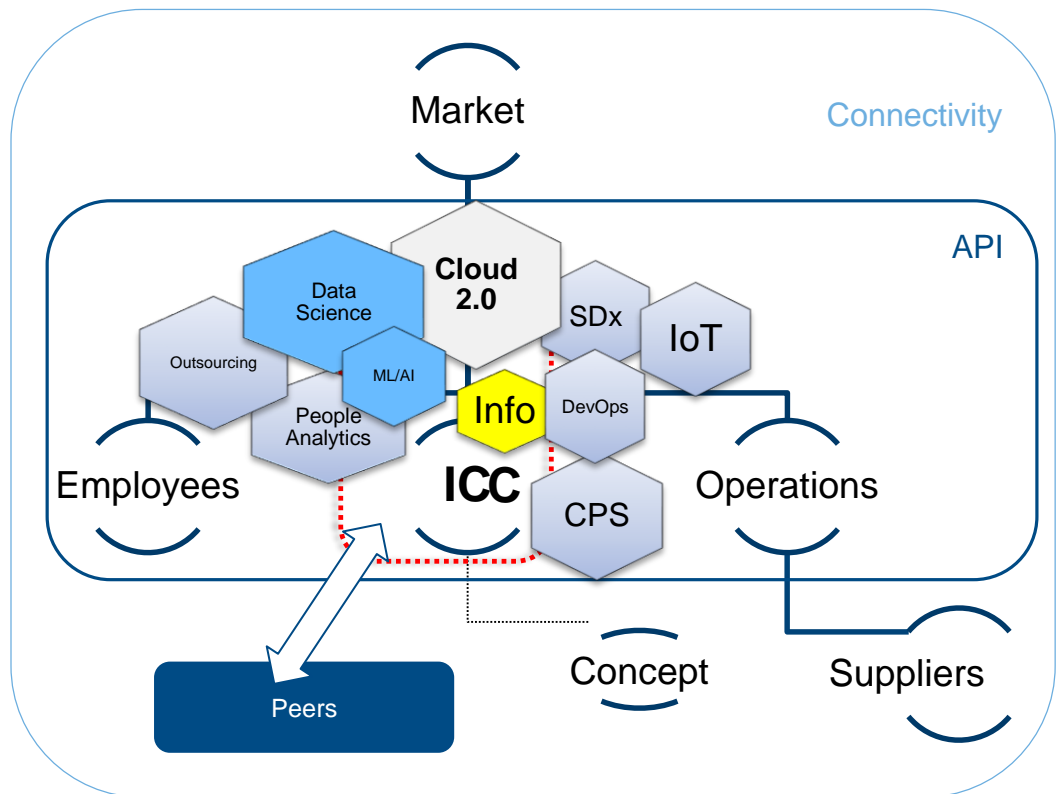 Market
Connectivity
API
Cloud
2.0
Data
Science
SDx
IoT
Outsourcing
ML/AI
Info
DevOps
People
Analytics
Employees
ICC
Operations
CPS
Concept
Suppliers
Peers